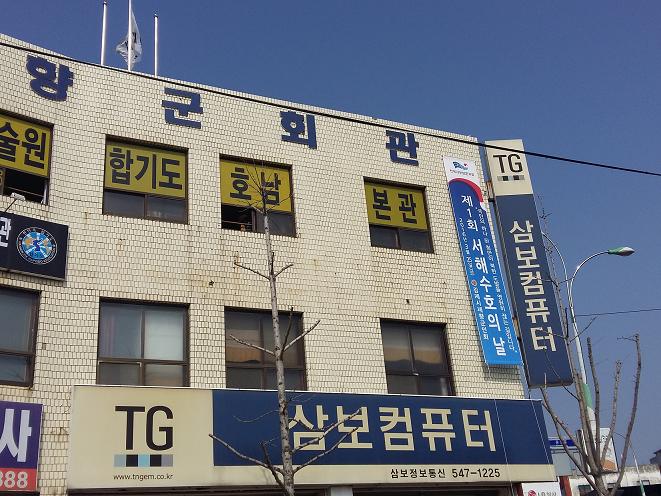 향군회관
술원
합기도
호남
본관
관
제1회 서해수호의 날
TG
삼보컴퓨터
TG
www.tngem.co.kr
삼보컴퓨터
삼보정보통신 547-1225
사
888